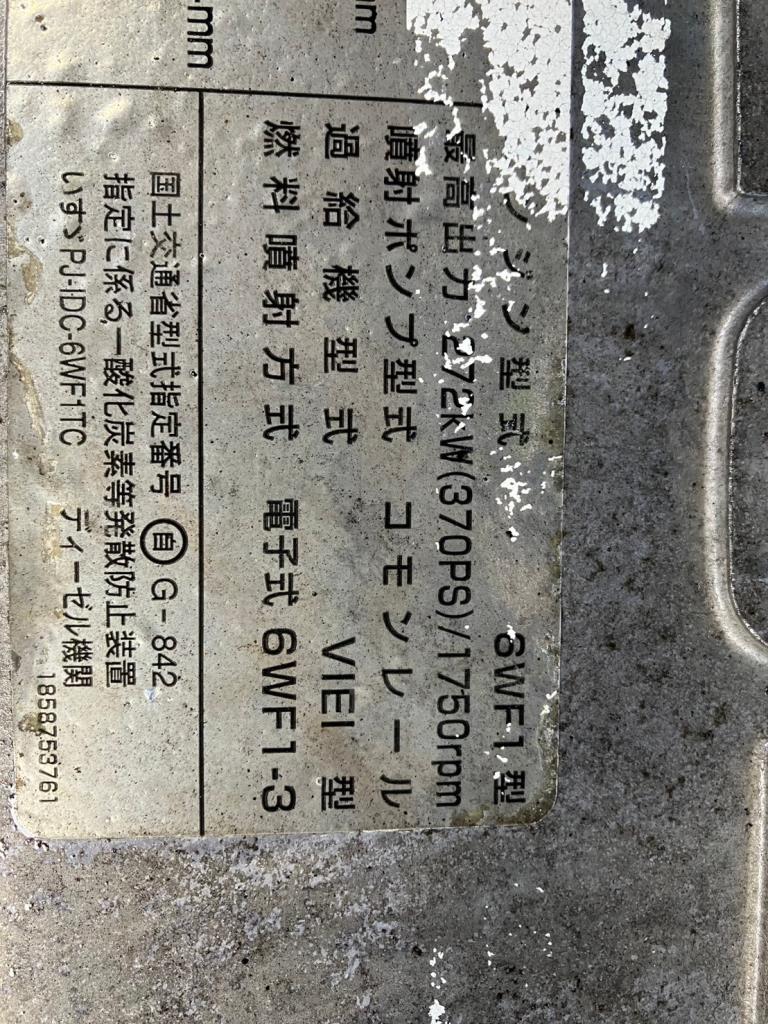 ンジン型式 6WF1型
最高出力 272kW(370PS)/1750rpm
噴射ポンプ型式 コモンレール
過給機型式 VIEI 型
燃料噴射方式 電子式 6WF1-3
mm
mm
国土交通省型式指定番号 自 G-842
指定に係る一酸化炭素等発散防止装置
いすゞPJ-IDC-6WF1TC ディーゼル機関
1858753761